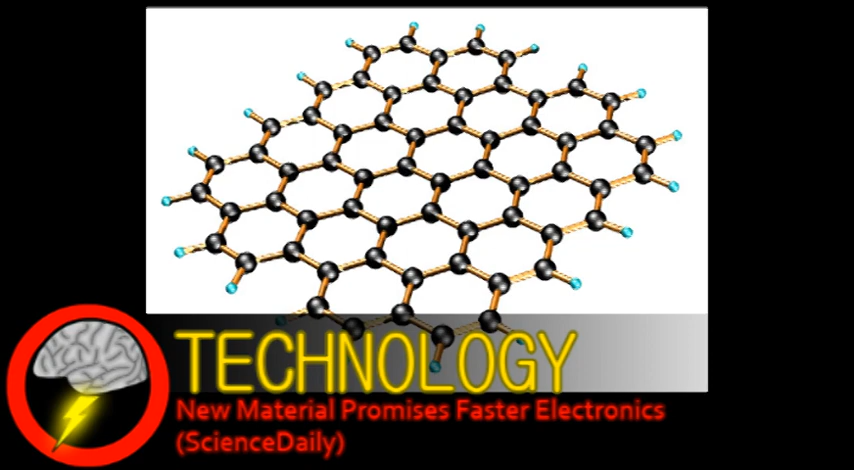 TECHNOLOGY
New Material Promises Faster Electronics
(ScienceDaily)